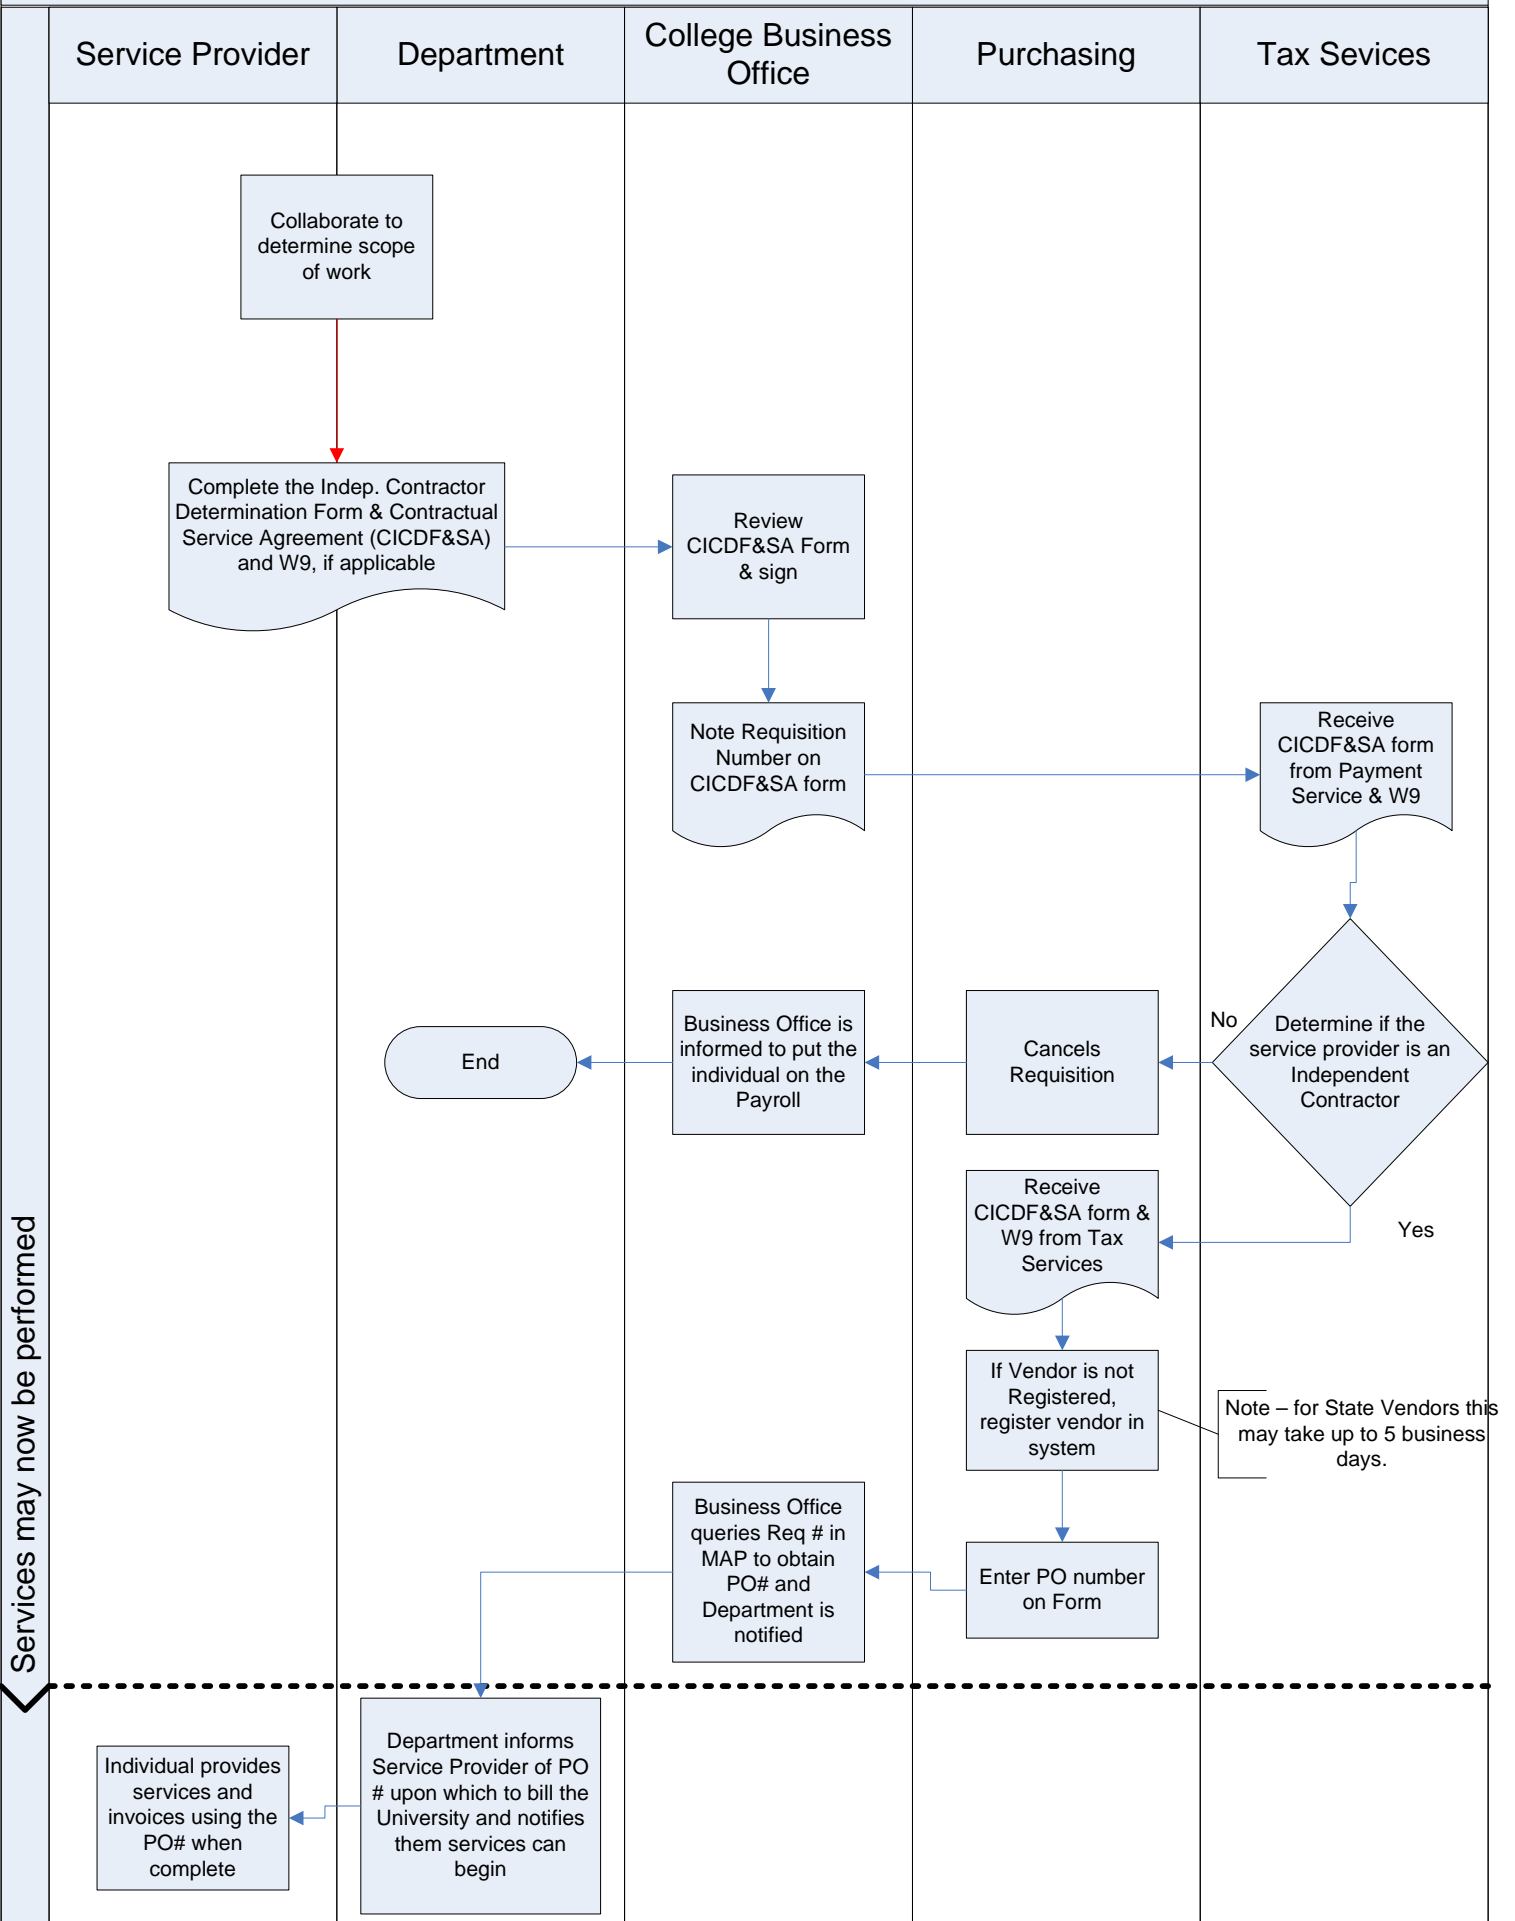 Service Provider
Department
College Business
Office
Purchasing
Tax Sevices
Collaborate to
determine scope
of work
Complete the Indep. Contractor
Determination Form & Contractual
Service Agreement (CICDF&SA)
and W9, if applicable
Review
CICDF&SA Form
& sign
Note Requisition
Number on
CICDF&SA form
Receive
CICDF&SA form
from Payment
Service & W9
Determine if the
service provider is an
Independent
Contractor
No
Cancels
Requisition
Business Office is
informed to put the
individual on the
Payroll
End
Yes
Receive
CICDF&SA form &
W9 from Tax
Services
If Vendor is not
Registered,
register vendor in
system
Note – for State Vendors this
may take up to 5 business
days.
Enter PO number
on Form
Business Office
queries Req # in
MAP to obtain
PO# and
Department is
notified
Services may now be performed
Department informs
Service Provider of PO
# upon which to bill the
University and notifies
them services can
begin
Individual provides
services and
invoices using the
PO# when
complete